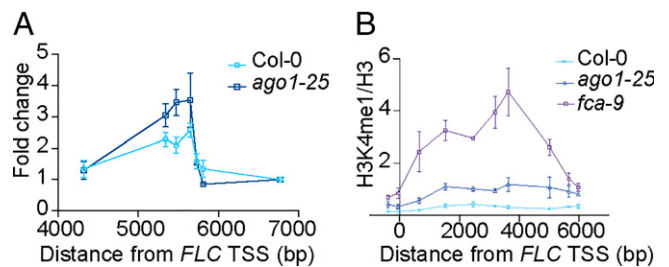 A
Fold change
5
4
3
2
1
0
4000 5000 6000 7000
Distance from FLC TSS (bp)
Col-0
ago1-25
B
H3K4me1/H3
6
4
2
0 2000 4000 6000
Distance from FLC TSS (bp)
Col-0
ago1-25
fca-9